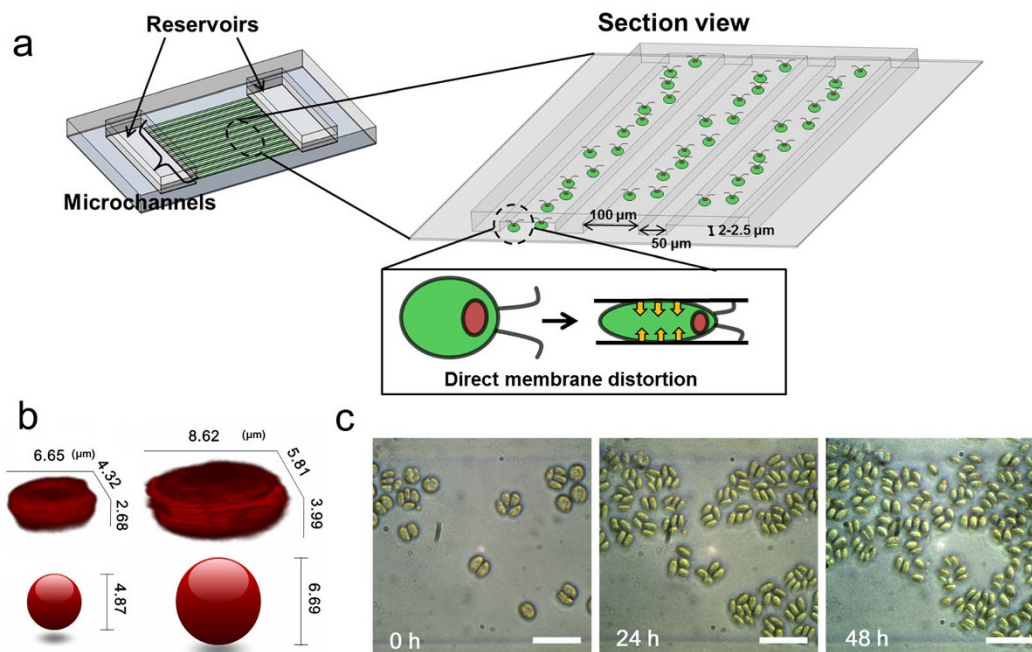 a
Reservoirs
Microchannels
Section view
100 µm
50 µm
2-2.5 µm
Direct membrane distortion
b
6.65 (µm)
4.32
2.68
8.62 (µm)
5.81
3.99
4.87
6.69
c
0 h
24 h
48 h